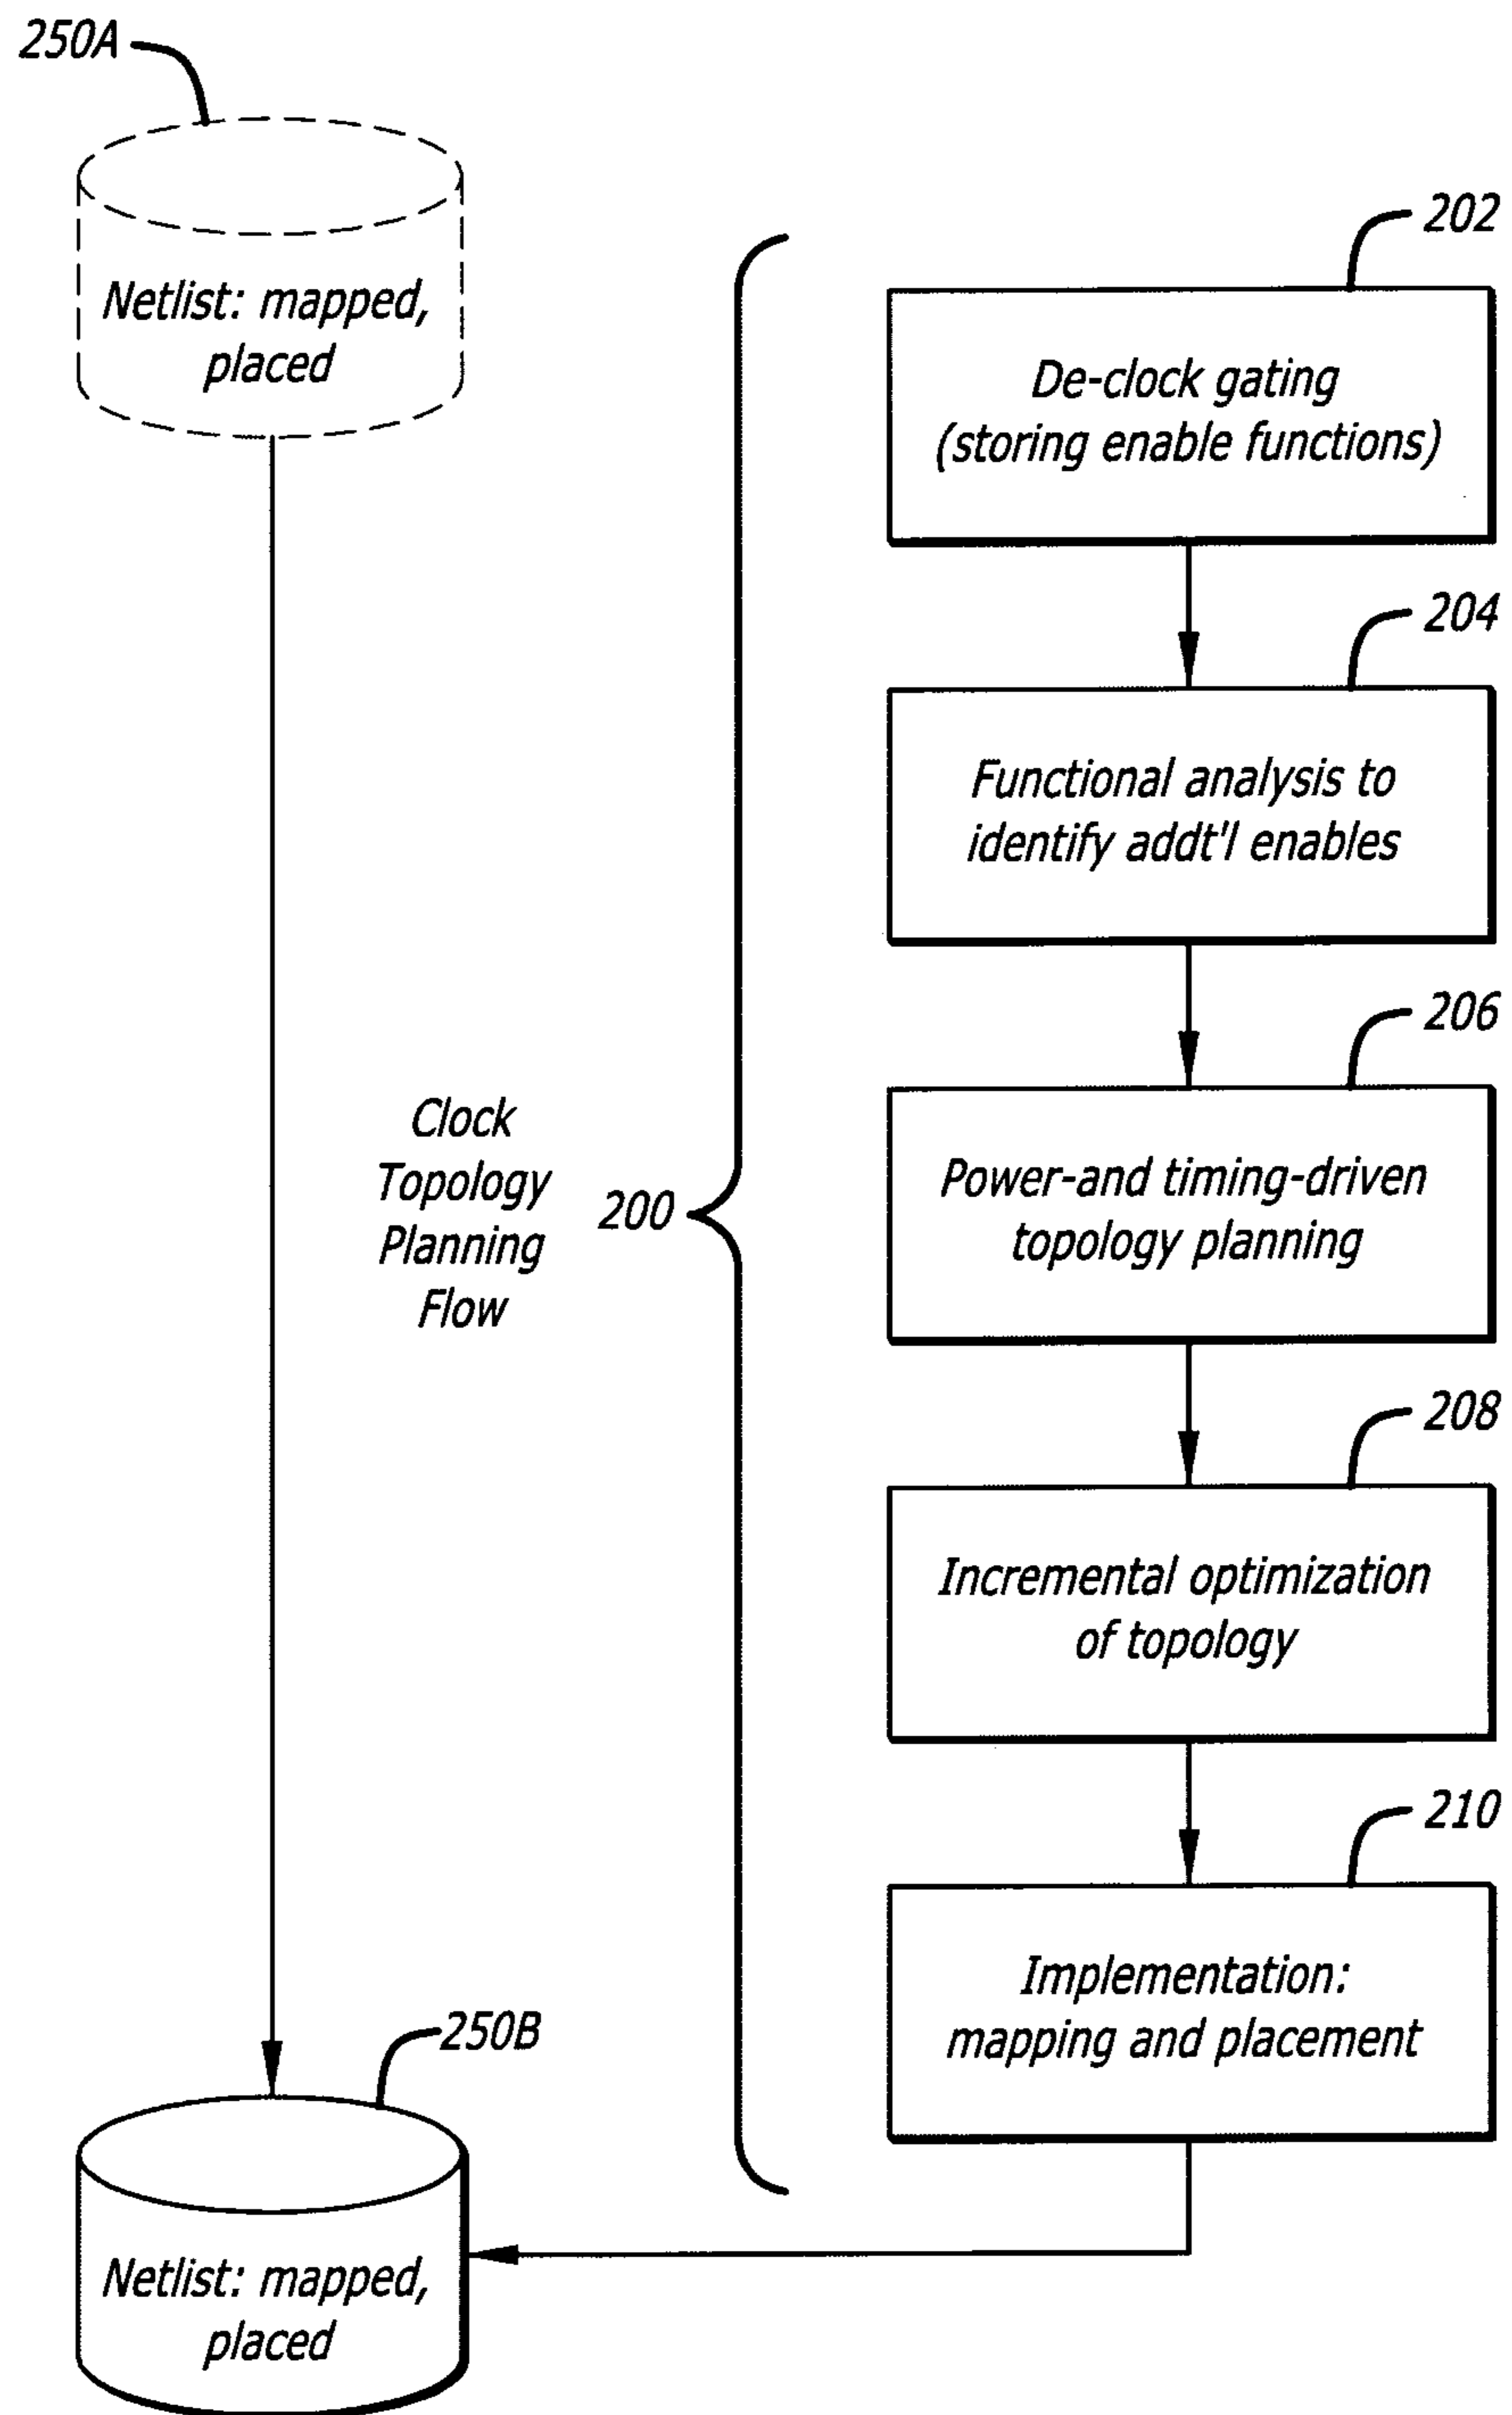 250A
Netlist: mapped,
placed
202
De-clock gating
(storing enable functions)
204
Functional analysis to
identify addt'l enables
206
Power-and timing-driven
topology planning
Clock
Topology
Planning
Flow
200
208
Incremental optimization
of topology
210
Implementation:
mapping and placement
250B
Netlist: mapped,
placed